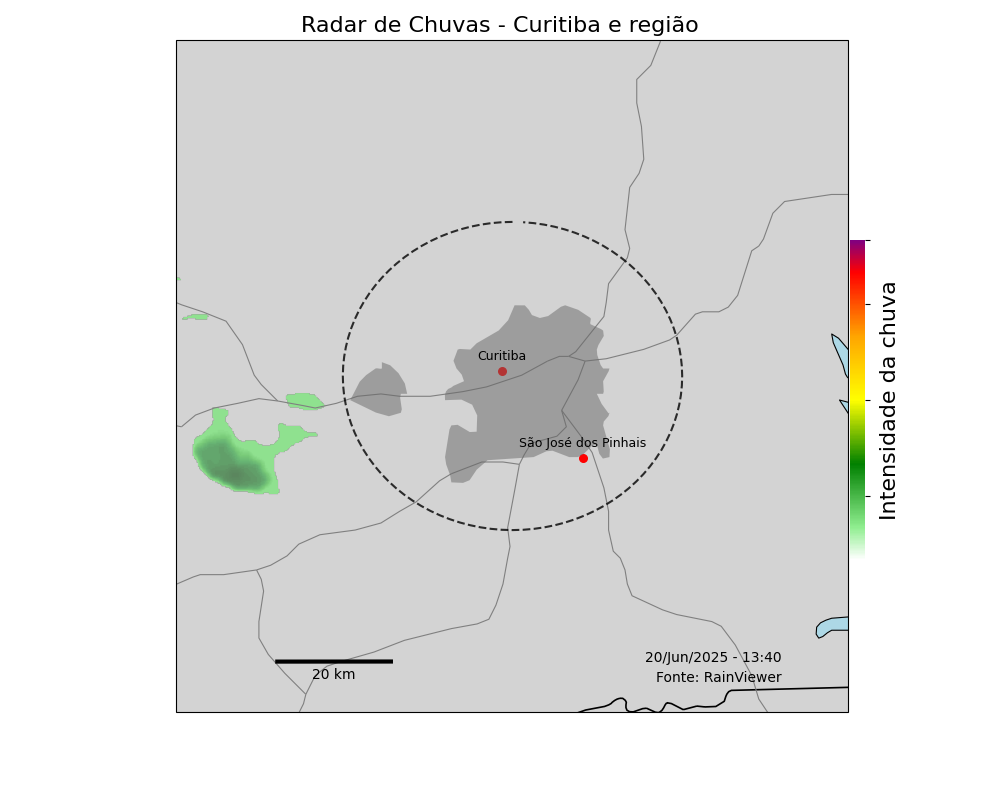 Radar de Chuvas - Curitiba e região
Curitiba
São José dos Pinhais
Intensidade da chuva
20 km
20/Jun/2025 - 13:40
Fonte: RainViewer